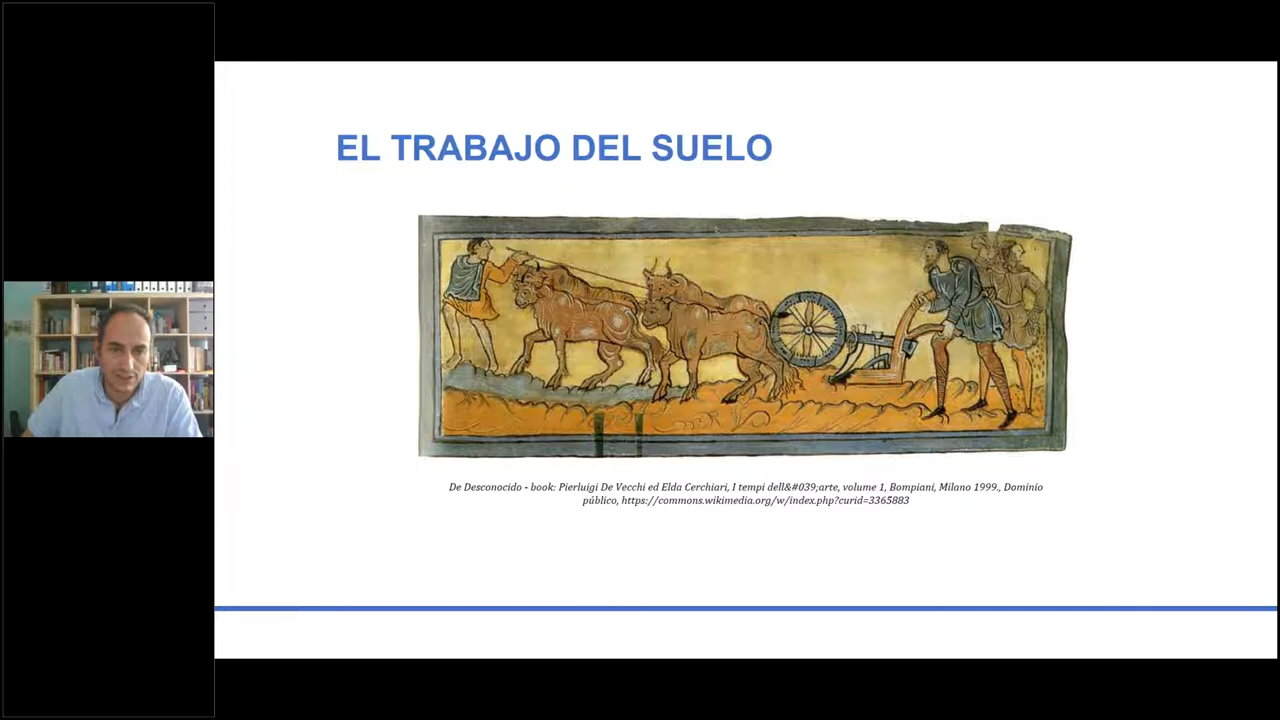 EL TRABAJO DEL SUELO
De Desconocido - book: Pierluigi De Vecchi ed Elda Cerchiari, I tempi dell&#039;arte, volume 1, Bompiani, Milano 1999., Dominio
público, https://commons.wikimedia.org/w/index.php?curid=3365883